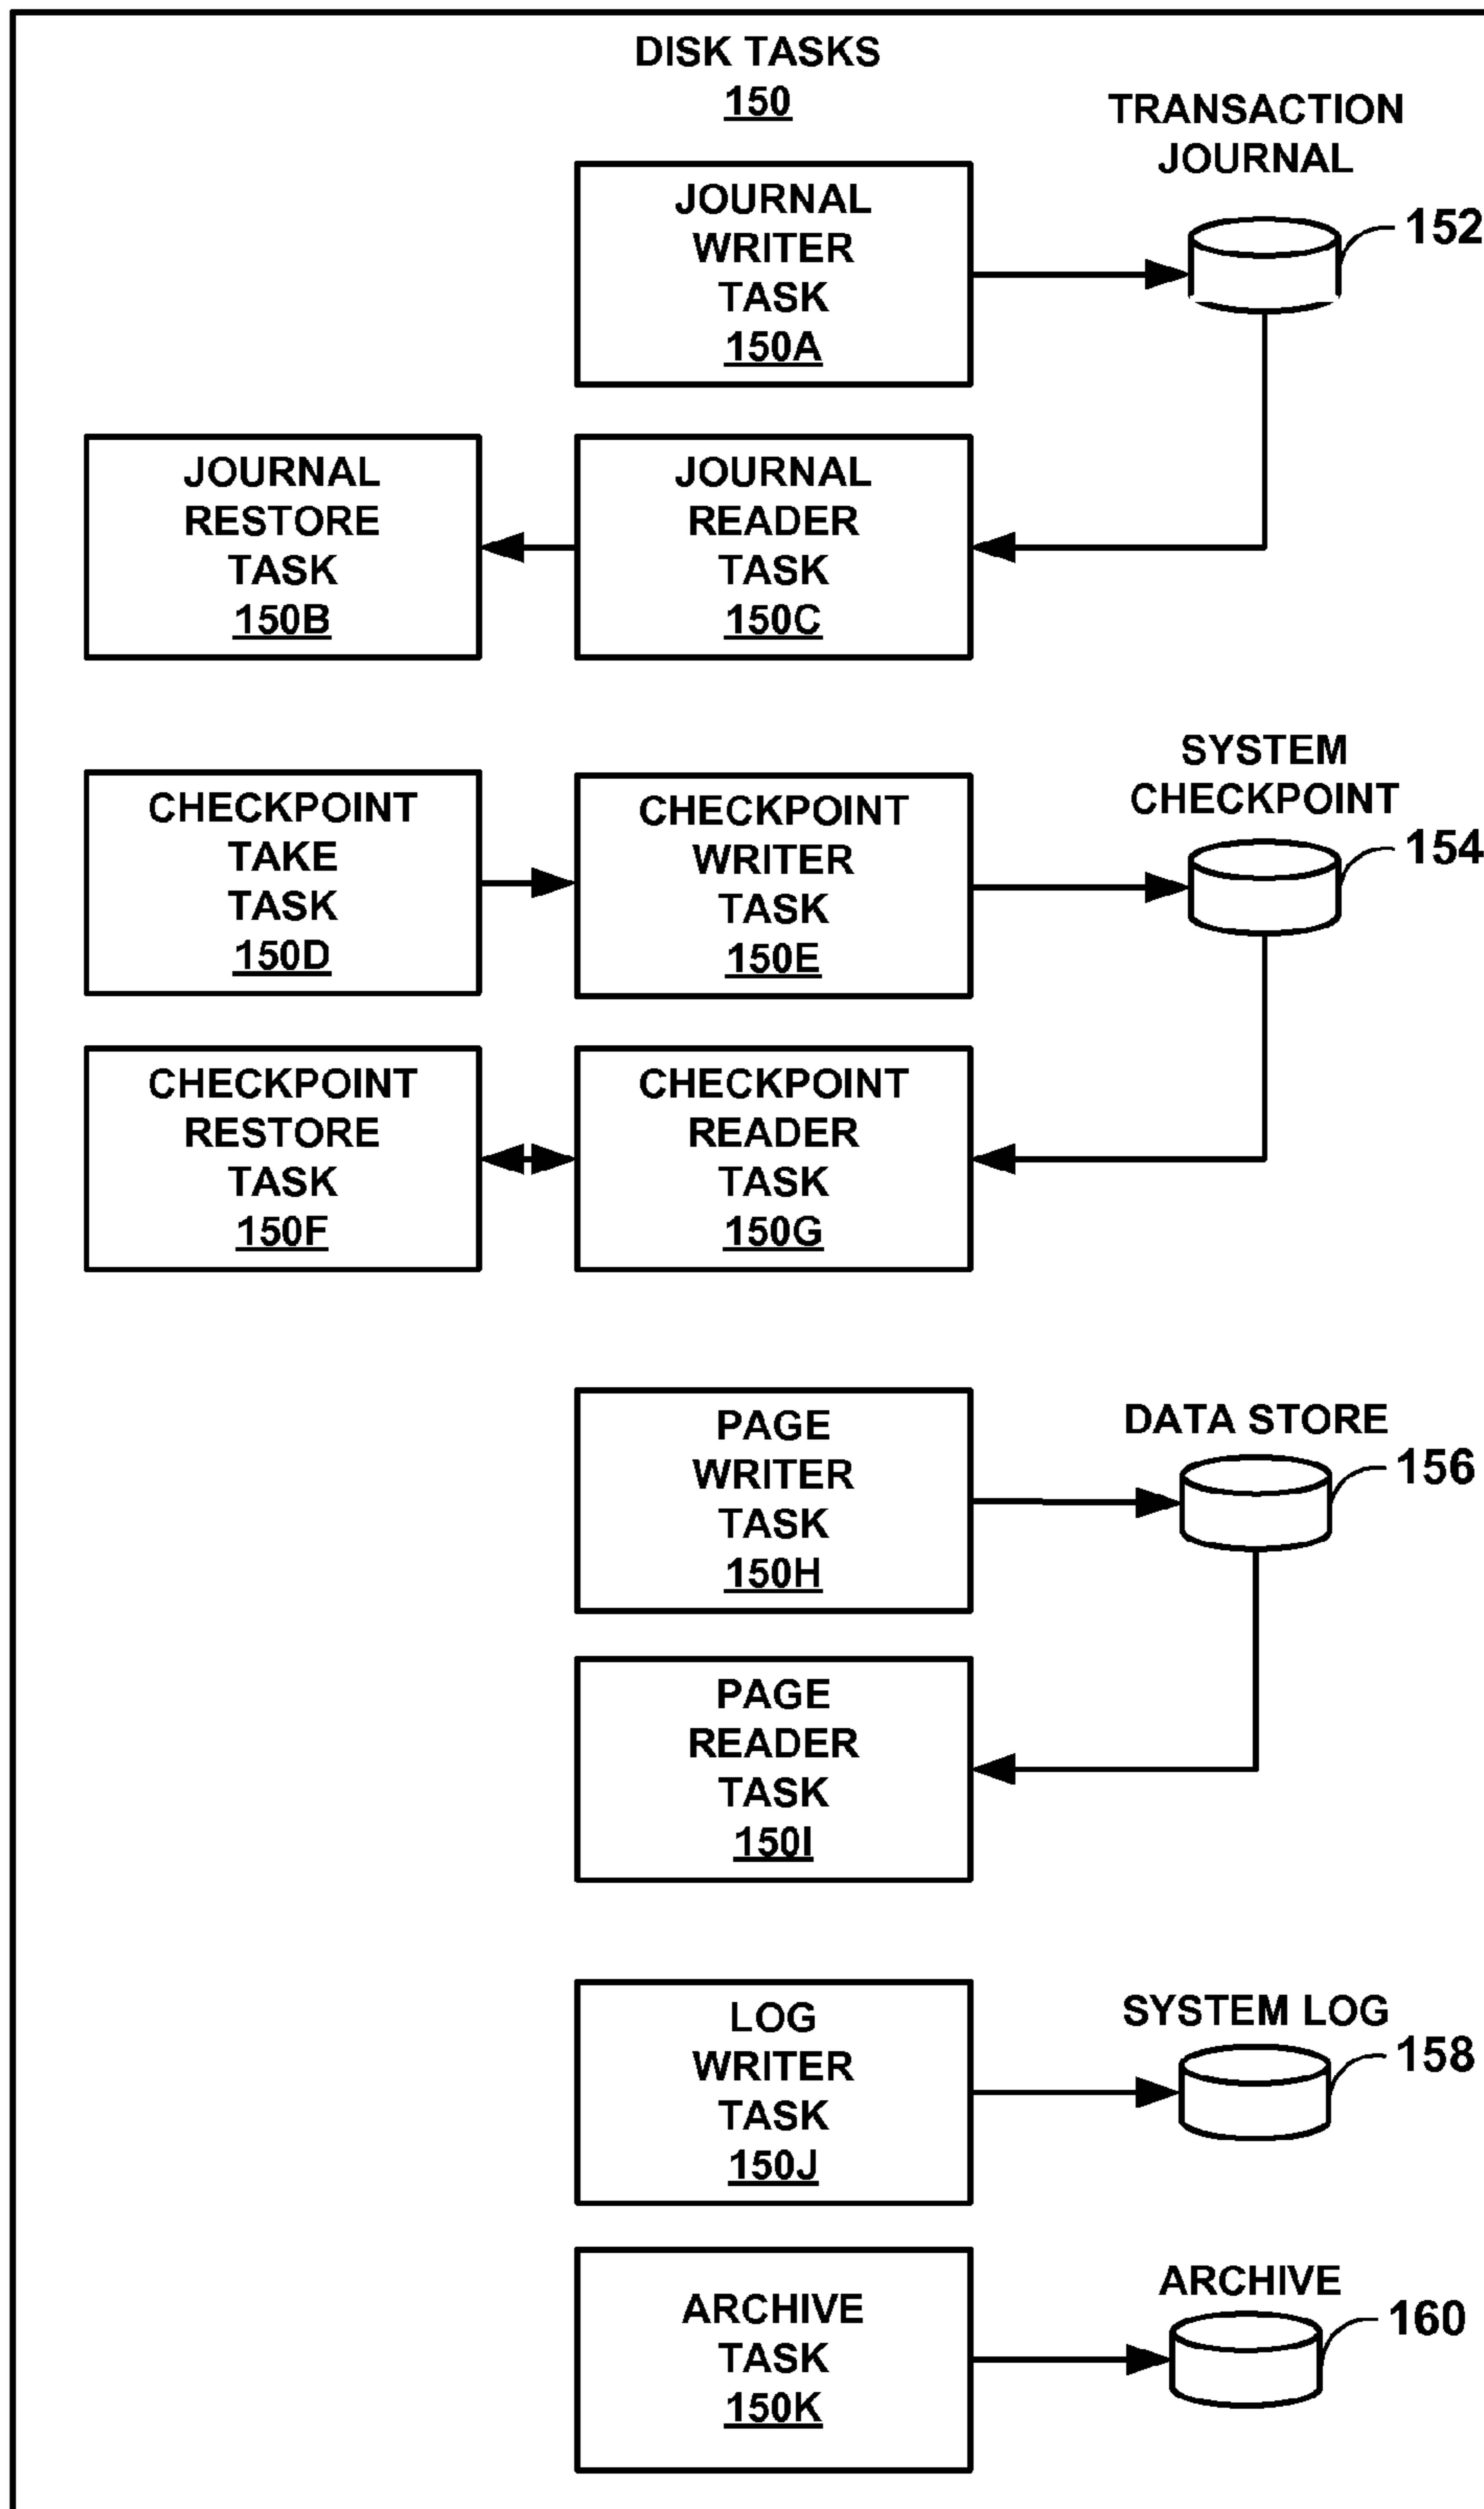 DISK TASKS
150
TRANSACTION
JOURNAL
152
JOURNAL
WRITER
TASK
150A
JOURNAL
RESTORE
TASK
150B
JOURNAL
READER
TASK
150C
SYSTEM
CHECKPOINT
154
CHECKPOINT
TAKE
TASK
150D
CHECKPOINT
WRITER
TASK
150E
CHECKPOINT
RESTORE
TASK
150F
CHECKPOINT
READER
TASK
150G
PAGE
WRITER
TASK
150H
DATA STORE
156
PAGE
READER
TASK
150I
LOG
WRITER
TASK
150J
SYSTEM LOG
158
ARCHIVE
TASK
150K
ARCHIVE
160